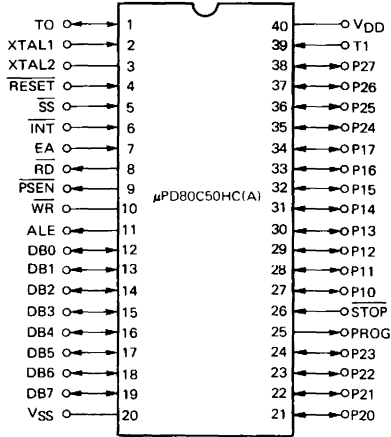 TO 1 40 VDD
XTAL1 2 39 T1
XTAL2 3 38 P27
RESET 4 37 P26
SS 5 36 P25
INT 6 35 P24
EA 7 34 P17
RD 8 33 P16
PSEN 9 μPD80C50HC(A) 32 P15
WR 10 31 P14
ALE 11 30 P13
DB0 12 29 P12
DB1 13 28 P11
DB2 14 27 P10
DB3 15 26 STOP
DB4 16 25 PROG
DB5 17 24 P23
DB6 18 23 P22
DB7 19 22 P21
VSS 20 21 P20